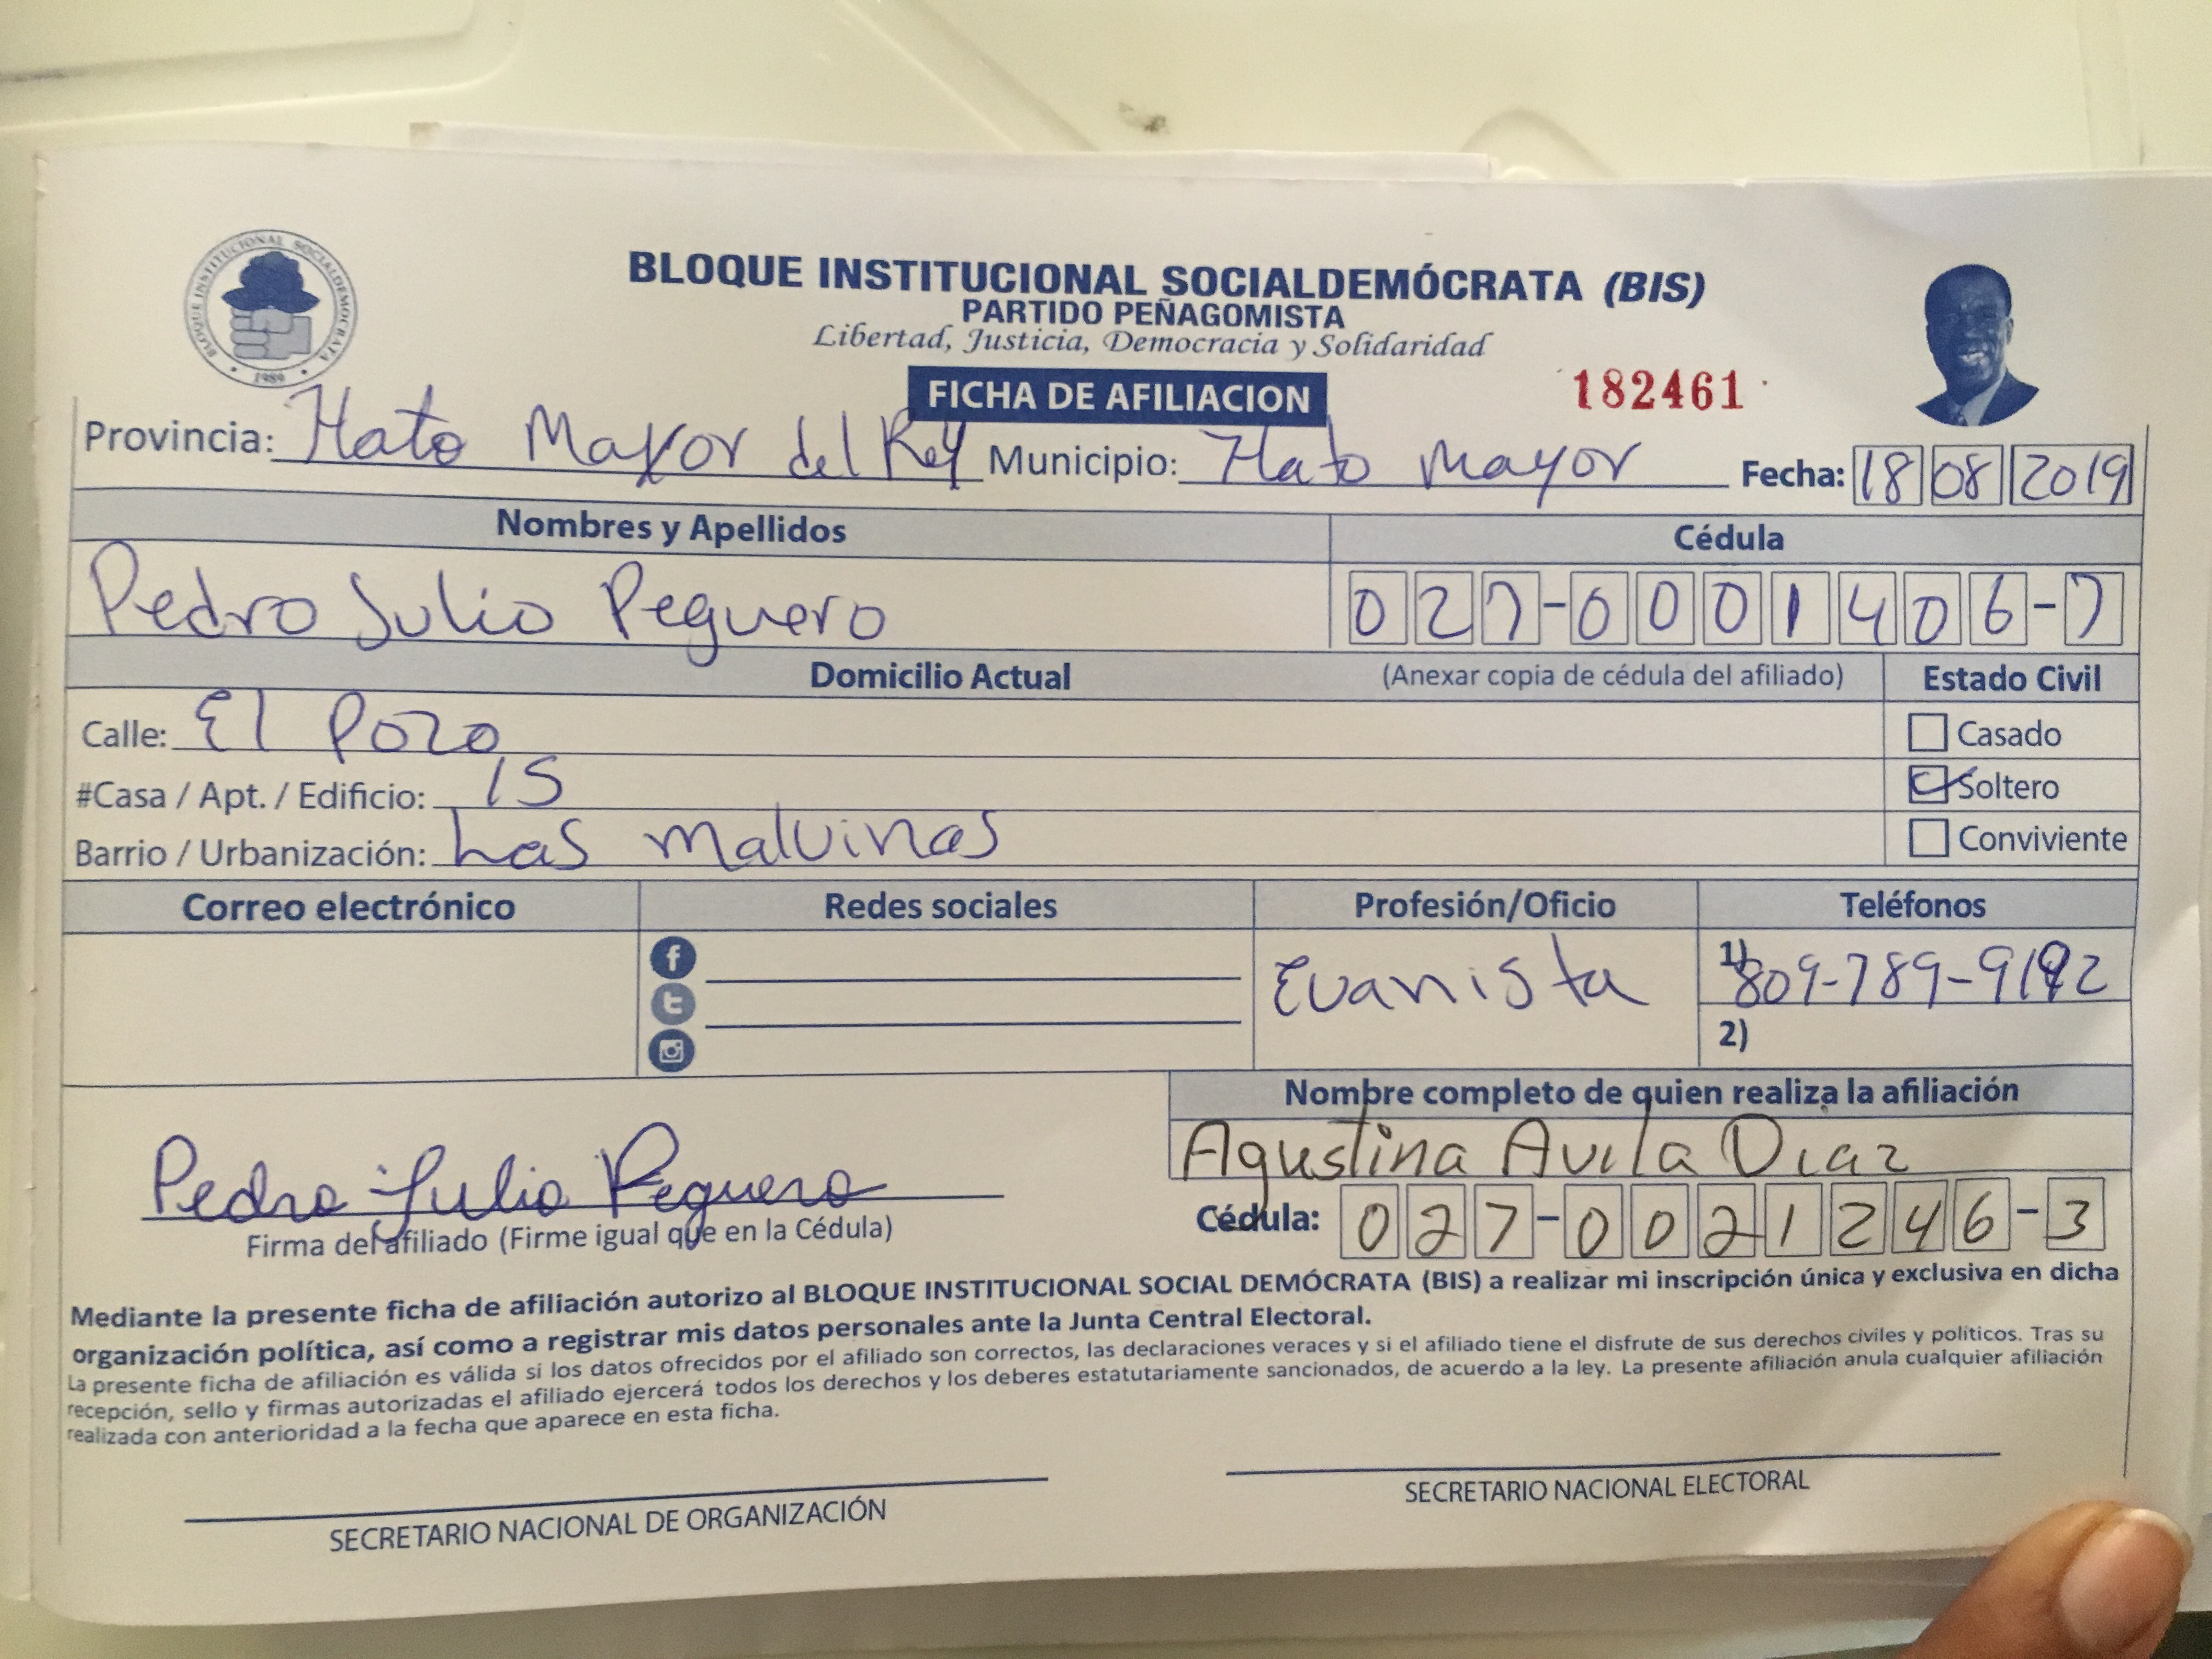 BLOQUE INSTITUCIONAL SOCIALDEMOCRATA
1989
BLOQUE INSTITUCIONAL SOCIALDEMÓCRATA (BIS)
PARTIDO PEÑAGOMISTA
Libertad, Justicia, Democracia y Solidaridad
FICHA DE AFILIACION
182461
Provincia: Hato Mayor del Rey Municipio: Hato mayor Fecha: 18 08 2019
Nombres y Apellidos Cédula
Pedro Julio Peguero 027-0001406-7
Domicilio Actual (Anexar copia de cédula del afiliado) Estado Civil
Calle: El Pozo Casado
#Casa / Apt. / Edificio: 15 Soltero
Barrio / Urbanización: Las malvinas Conviviente
Correo electrónico Redes sociales Profesión/Oficio Teléfonos
Evanista 1) 809-789-9192
2)
Nombre completo de quien realiza la afiliación
Agustina Avila Diaz
Pedro Julio Peguero
Cédula: 027-0021246-3
Firma del afiliado (Firme igual que en la Cédula)
Mediante la presente ficha de afiliación autorizo al BLOQUE INSTITUCIONAL SOCIAL DEMÓCRATA (BIS) a realizar mi inscripción única y exclusiva en dicha
organización política, así como a registrar mis datos personales ante la Junta Central Electoral.
La presente ficha de afiliación es válida si los datos ofrecidos por el afiliado son correctos, las declaraciones veraces y si el afiliado tiene el disfrute de sus derechos civiles y políticos. Tras su
recepción, sello y firmas autorizadas el afiliado ejercerá todos los derechos y los deberes estatutariamente sancionados, de acuerdo a la ley. La presente afiliación anula cualquier afiliación
realizada con anterioridad a la fecha que aparece en esta ficha.
SECRETARIO NACIONAL DE ORGANIZACIÓN SECRETARIO NACIONAL ELECTORAL